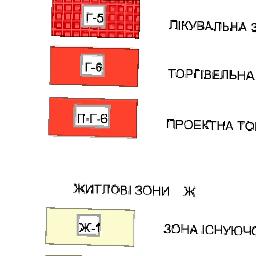 Г-5 ЛІКУВАЛЬНА З
Г-6 ТОРГІВЕЛЬНА
П-Г-6 ПРОЕКТНА ТО
ЖИТЛОВІ ЗОНИ Ж
Ж-1 ЗОНА ІСНУЮЧО